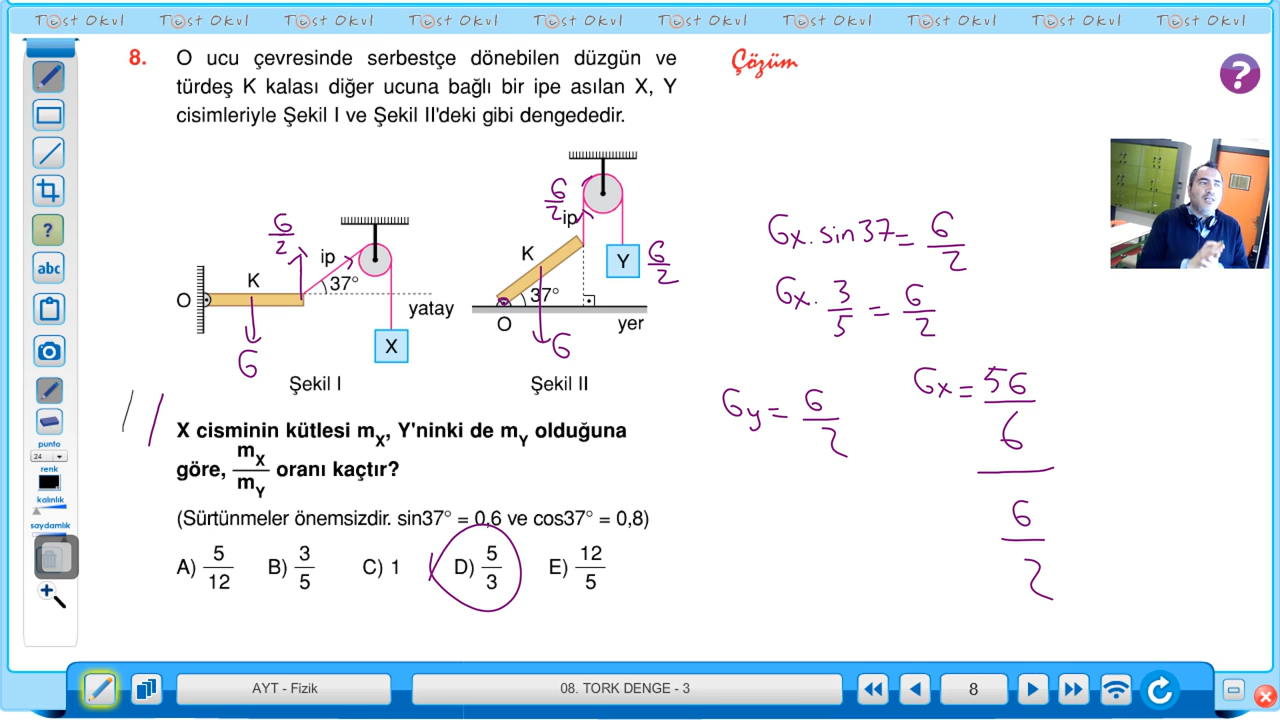 Test Okul Test Okul Test Okul Test Okul Test Okul Test Okul Test Okul Test Okul Test Okul Test Okul
8. O ucu çevresinde serbestçe dönebilen düzgün ve
türdeş K kalası diğer ucuna bağlı bir ipe asılan X, Y
cisimleriyle Şekil I ve Şekil II'deki gibi dengededir.
Çözüm
?
abc
punto
24
renk
kalınlık
saydamlık
G/2
ip
K
37°
O
yatay
G
X
Şekil I
G/2
ip
K
Y
G/2
37°
O
G
yer
Şekil II
X cisminin kütlesi mX, Y'ninki de mY olduğuna
göre, mX/mY oranı kaçtır?
(Sürtünmeler önemsizdir. sin37° = 0,6 ve cos37° = 0,8)
A) 5/12 B) 3/5 C) 1 D) 5/3 E) 12/5
Gx. sin37 = G/2
Gx. 3/5 = G/2
Gx = 5G/6
Gy = G/2
G/2
AYT - Fizik
08. TORK DENGE - 3
8